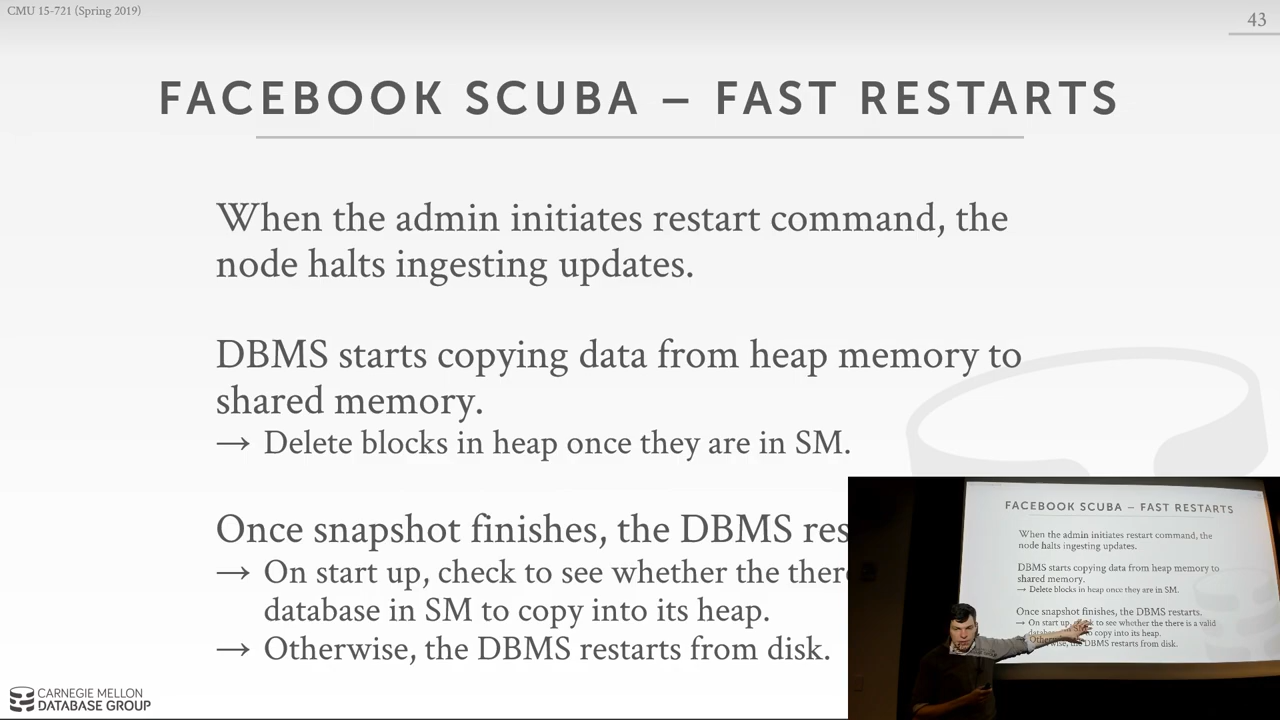 CMU 15-721 (Spring 2019)
43
FACEBOOK SCUBA – FAST RESTARTS
When the admin initiates restart command, the
node halts ingesting updates.
DBMS starts copying data from heap memory to
shared memory.
→ Delete blocks in heap once they are in SM.
Once snapshot finishes, the DBMS res
→ On start up, check to see whether the there
database in SM to copy into its heap.
→ Otherwise, the DBMS restarts from disk.
CARNEGIE MELLON
DATABASE GROUP
FACEBOOK SCUBA – FAST RESTARTS
When the admin initiates restart command, the
node halts ingesting updates.
DBMS starts copying data from heap memory to
shared memory.
→ Delete blocks in heap once they are in SM.
Once snapshot finishes, the DBMS restarts.
→ On start up, to see whether the there is a valid
to copy into its heap.
the DBMS restarts from disk.